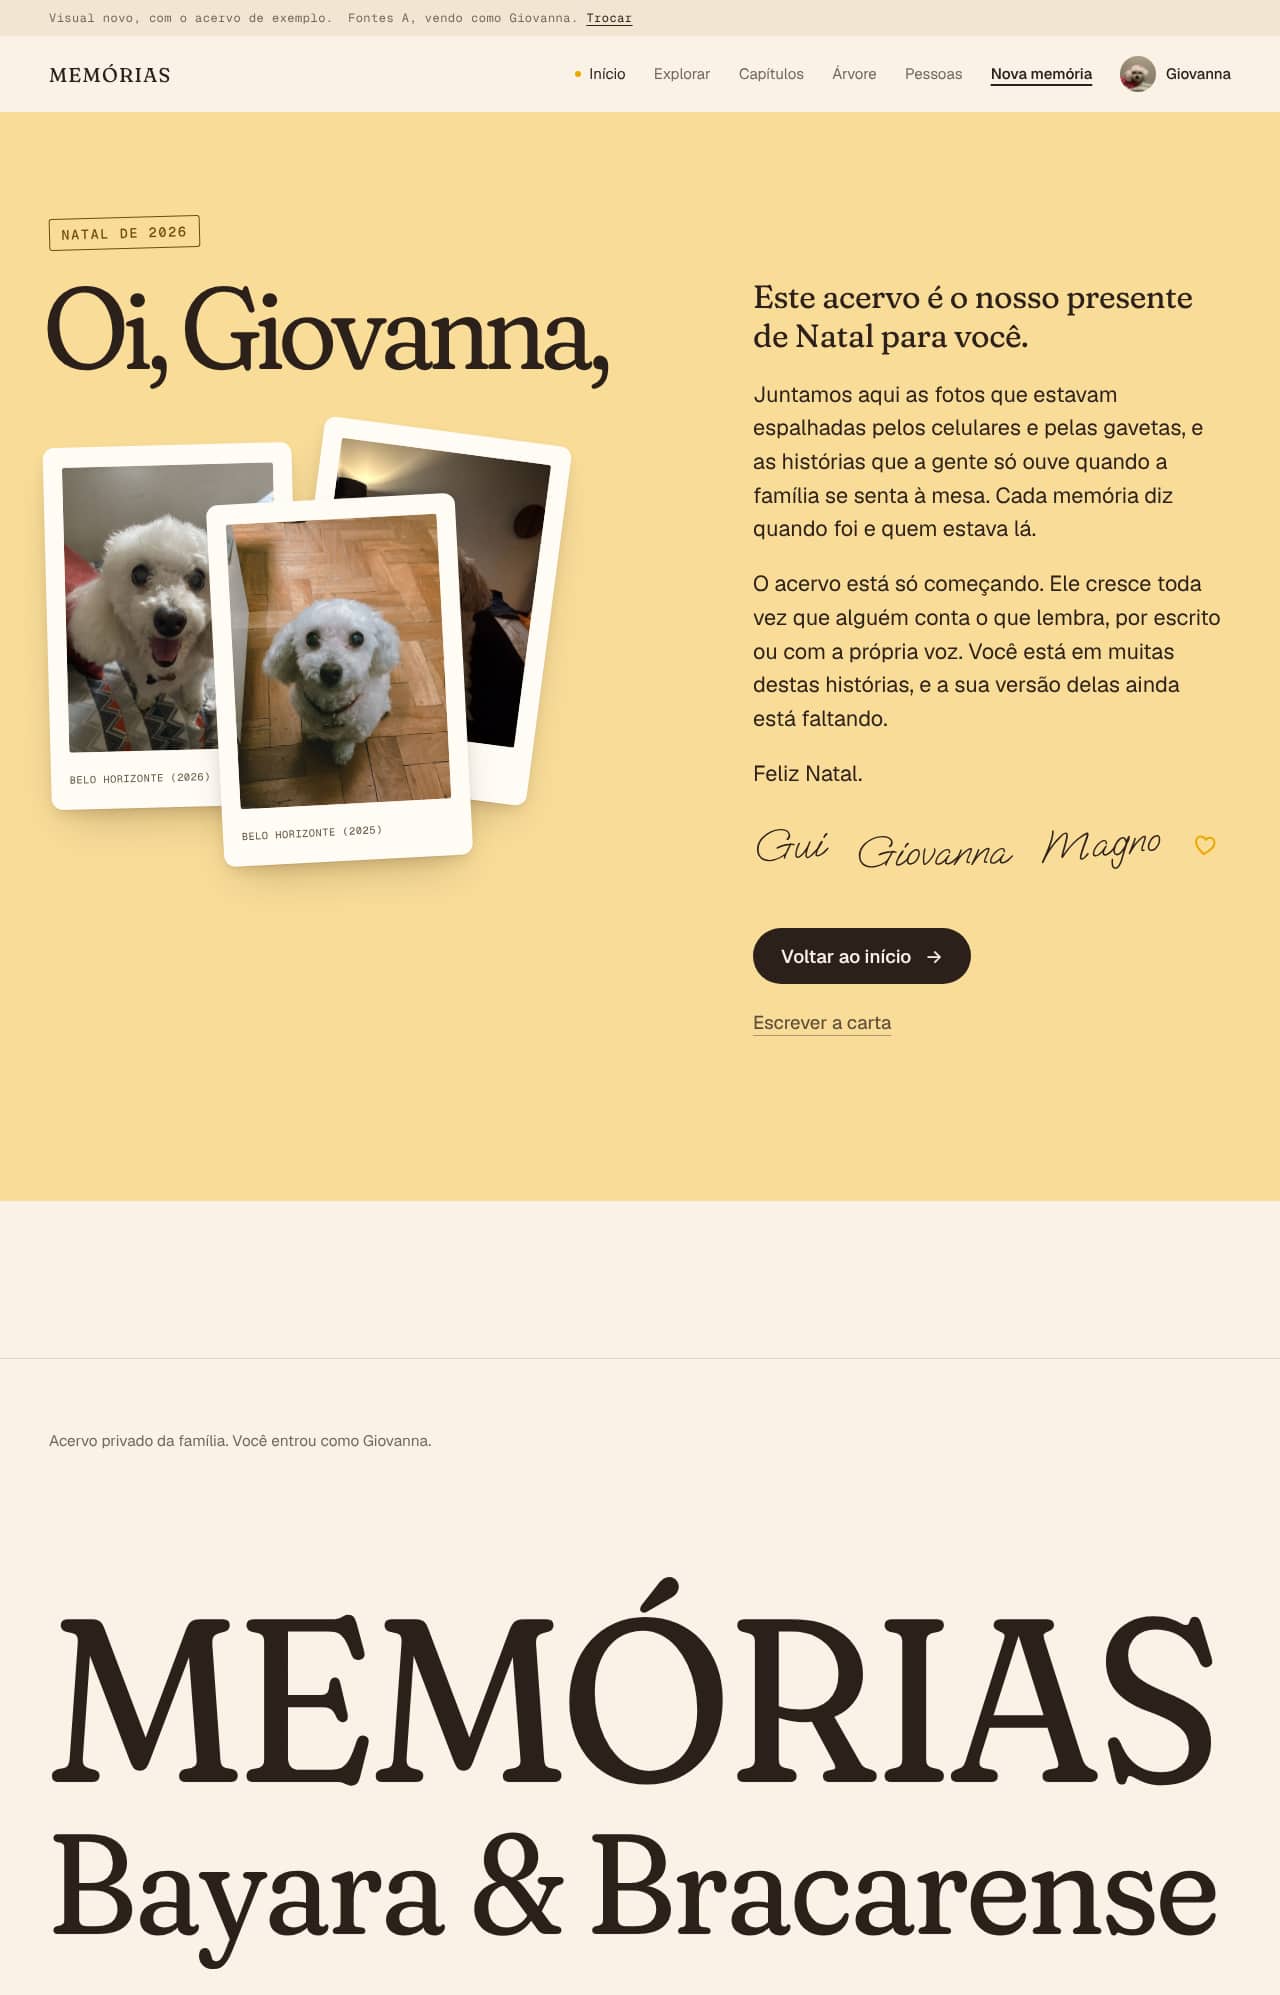 Visual novo, com o acervo de exemplo. Fontes A, vendo como Giovanna. Trocar
MEMÓRIAS
Início Explorar Capítulos Árvore Pessoas Nova memória Giovanna
NATAL DE 2026
Oi, Giovanna,
BELO HORIZONTE (2026)
BELO HORIZONTE (2025)
Este acervo é o nosso presente
de Natal para você.
Juntamos aqui as fotos que estavam
espalhadas pelos celulares e pelas gavetas, e
as histórias que a gente só ouve quando a
família se senta à mesa. Cada memória diz
quando foi e quem estava lá.
O acervo está só começando. Ele cresce toda
vez que alguém conta o que lembra, por escrito
ou com a própria voz. Você está em muitas
destas histórias, e a sua versão delas ainda
está faltando.
Feliz Natal.
Gui Giovanna Magno
Voltar ao início →
Escrever a carta
Acervo privado da família. Você entrou como Giovanna.
MEMÓRIAS
Bayara & Bracarense